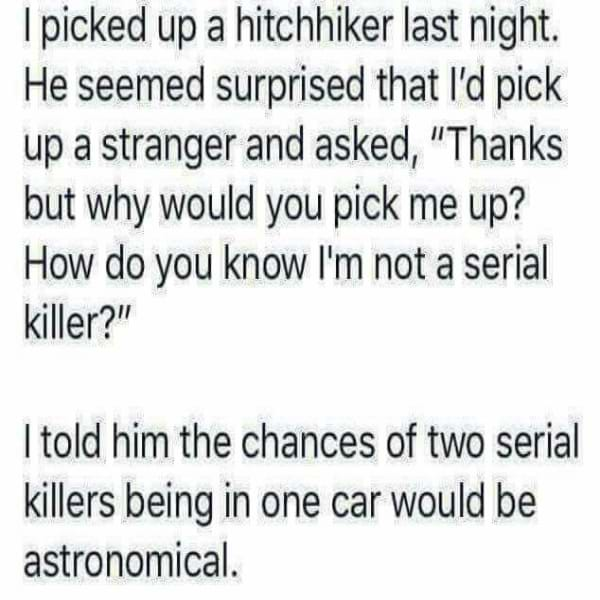 I picked up a hitchhiker last night.
He seemed surprised that I'd pick
up a stranger and asked, "Thanks
but why would you pick me up?
How do you know I'm not a serial
killer?"
I told him the chances of two serial
killers being in one car would be
astronomical.